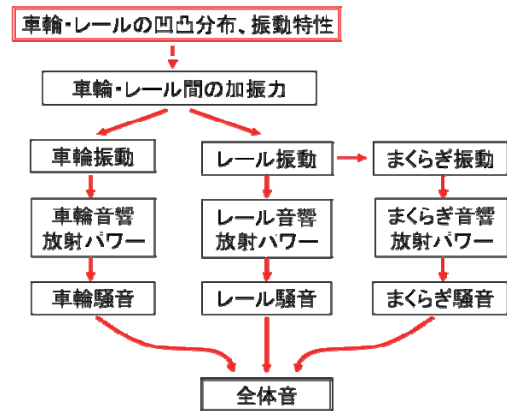 車輪・レールの凹凸分布、振動特性
車輪・レール間の加振力
車輪振動
レール振動
まくらぎ振動
車輪音響
放射パワー
レール音響
放射パワー
まくらぎ音響
放射パワー
車輪騒音
レール騒音
まくらぎ騒音
全体音